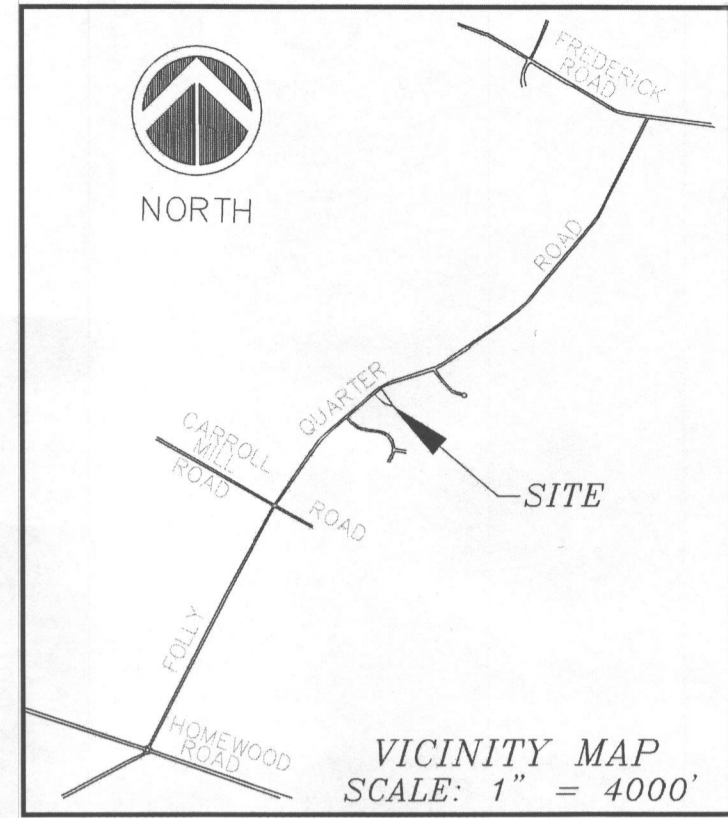 FREDERICK
ROAD
NORTH
ROAD
QUARTER
CARROLL
MILL
ROAD
ROAD
SITE
FOLLY
HOMEWOOD
ROAD
VICINITY MAP
SCALE: 1" = 4000'